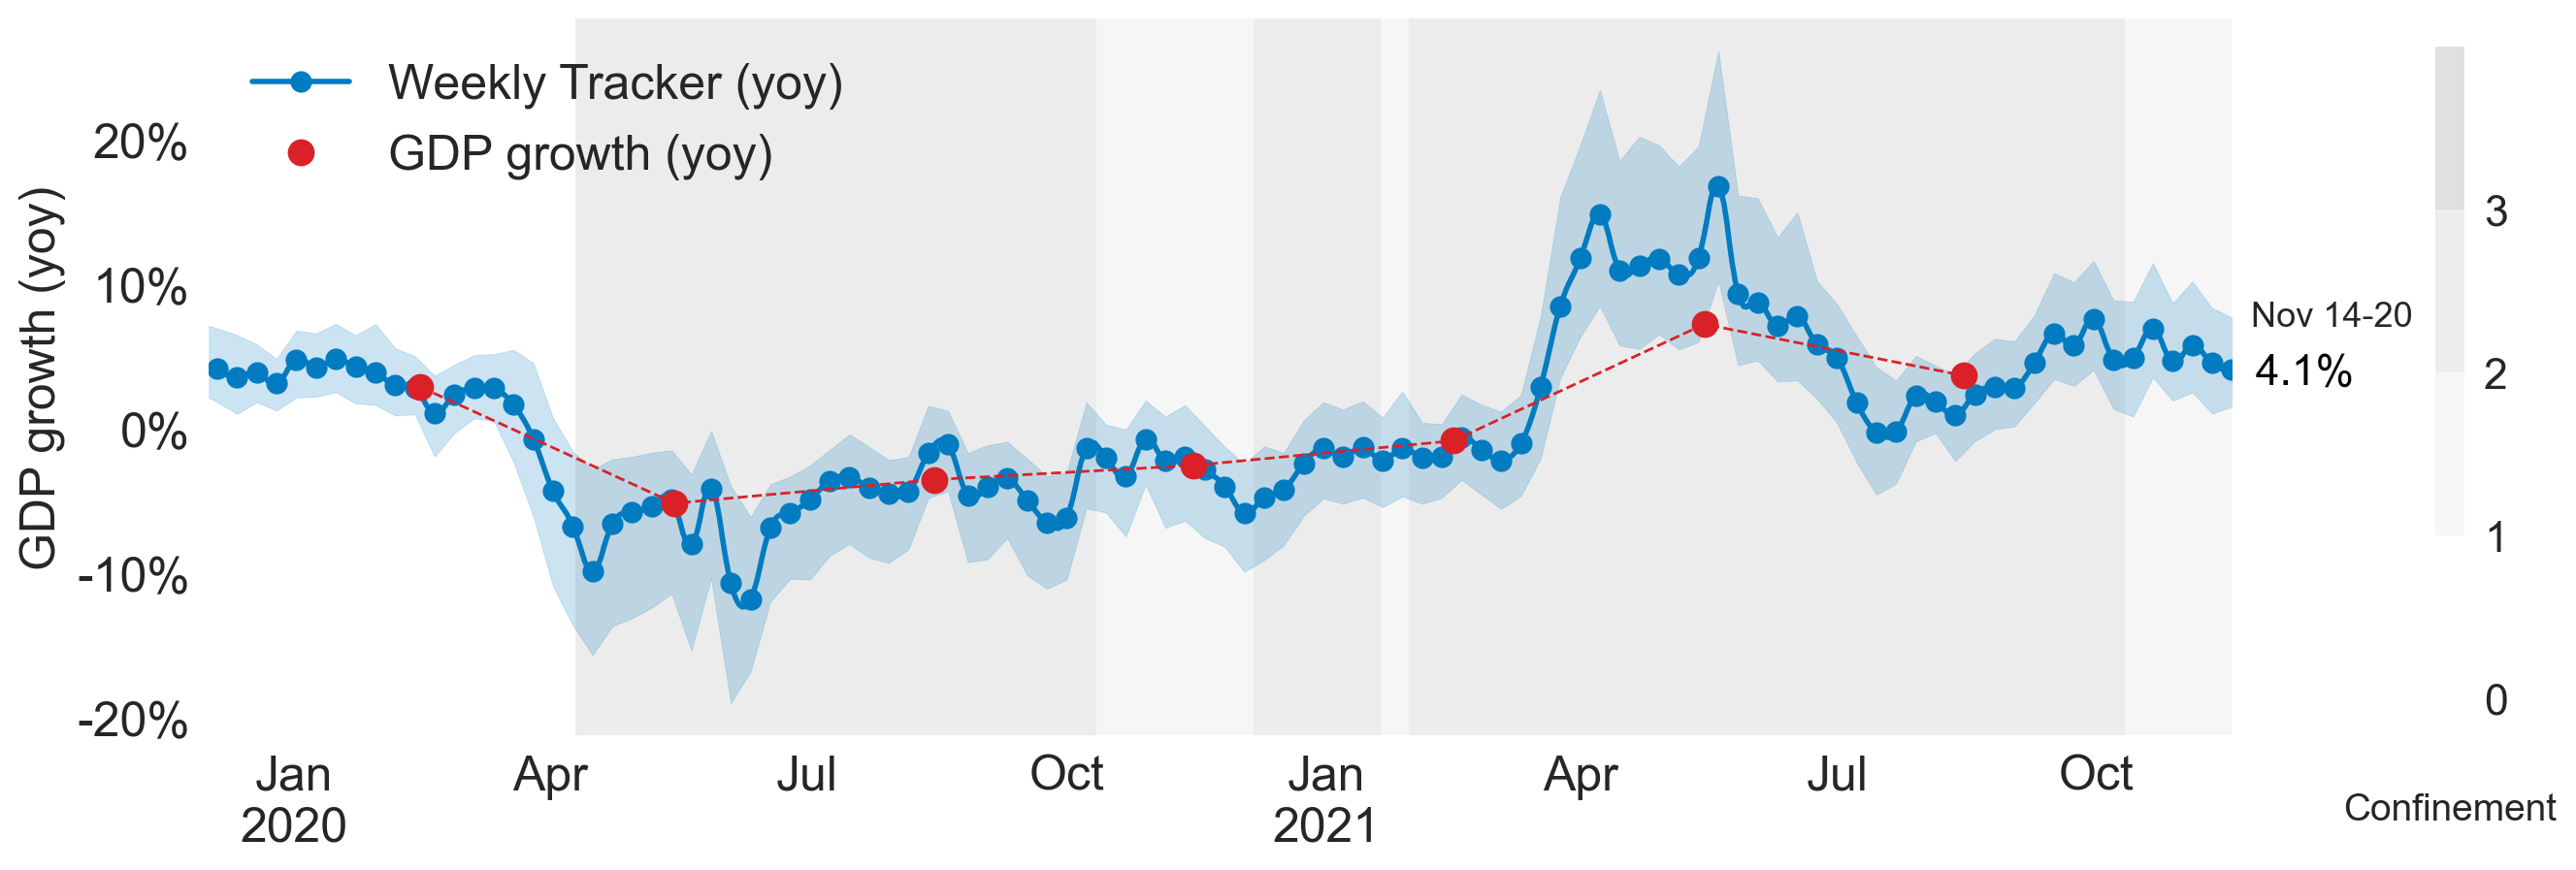 Weekly Tracker (yoy)
GDP growth (yoy)
GDP growth (yoy)
20%
10%
0%
-10%
-20%
Jan
2020
Apr
Jul
Oct
Jan
2021
Apr
Jul
Oct
Nov 14-20
4.1%
3
2
1
0
Confinement